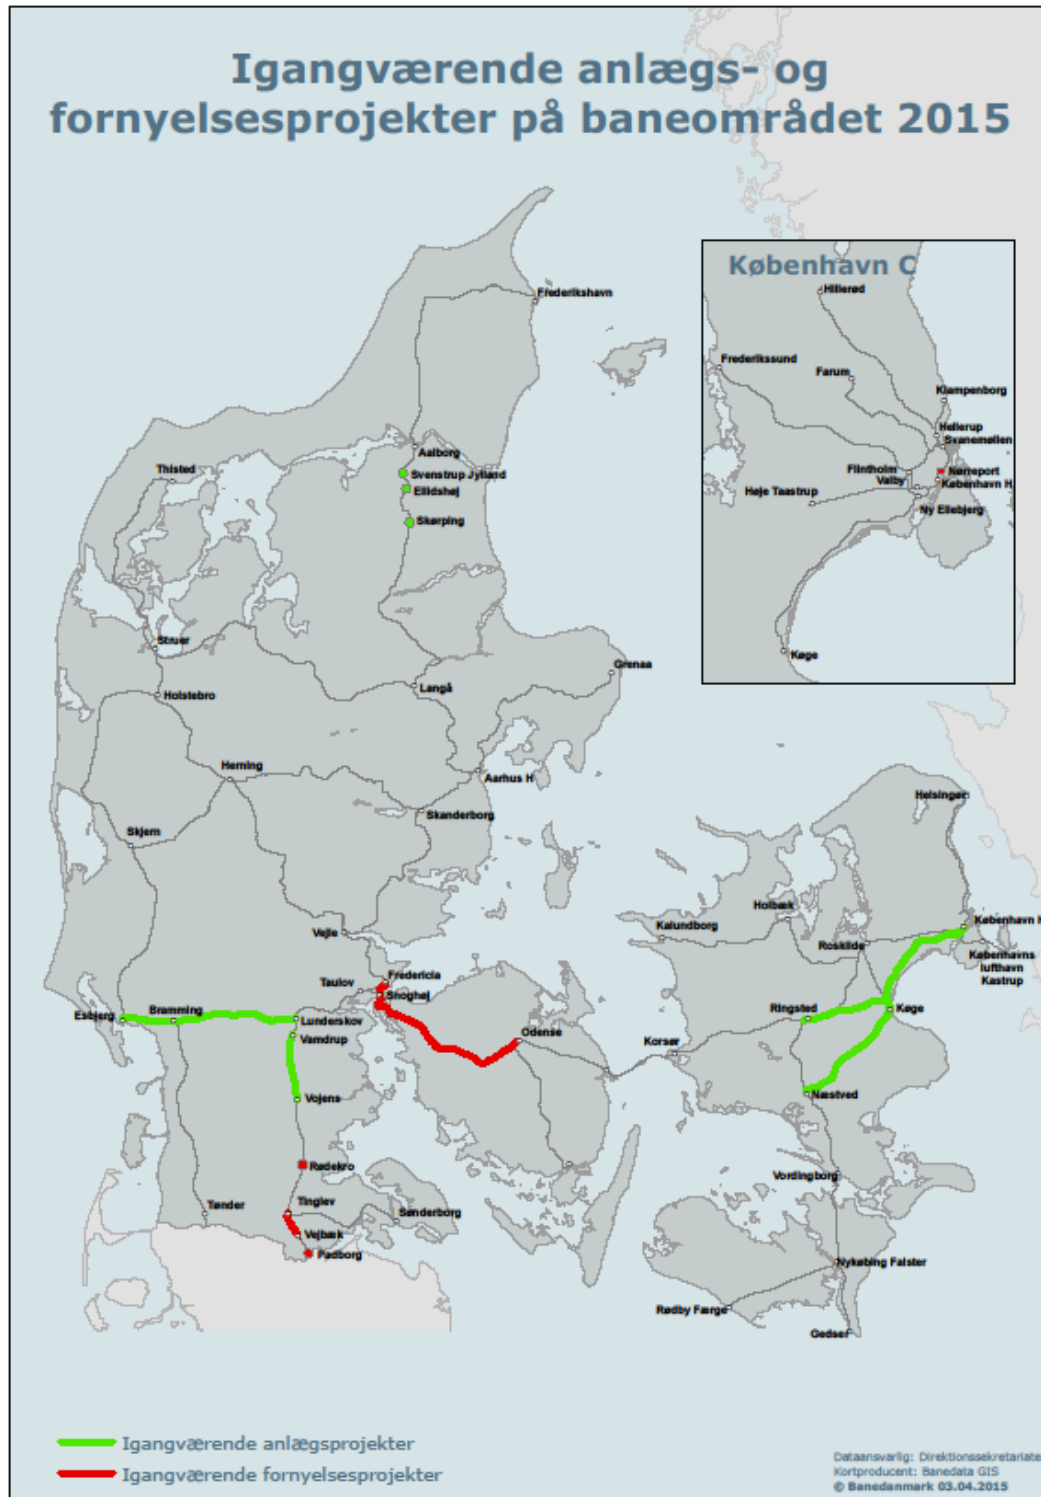 Igangværende anlægs- og
fornyelsesprojekter på baneområdet 2015
København C
Hillerød
Frederikshavn
Frederikssund
Farum
Klampenborg
Hellerup
Svanemøllen
Aalborg
Thisted
Svenstrup Jylland
Flintholm
Nørreport
Valby
København H
Ellidshøj
Høje Taastrup
Ny Ellebjerg
Skørping
Struer
Køge
Grenaa
Langå
Holstebro
Herning
Aarhus H
Helsingør
Skanderborg
Skjern
Holbæk
København H
Kalundborg
Vejle
Roskilde
Københavns
lufthavn
Kastrup
Fredericia
Taulov
Snoghøj
Bramming
Ringsted
Køge
Esbjerg
Lunderskov
Odense
Vamdrup
Korsør
Næstved
Vojens
Rødekro
Vordingborg
Tinglev
Tønder
Sønderborg
Vejbæk
Padborg
Nykøbing Falster
Rødby Færge
Gedser
Igangværende anlægsprojekter
Igangværende fornyelsesprojekter
Dataansvarlig: Direktionssekretariate
Kortproducent: Banedata GIS
© Banedanmark 03.04.2015